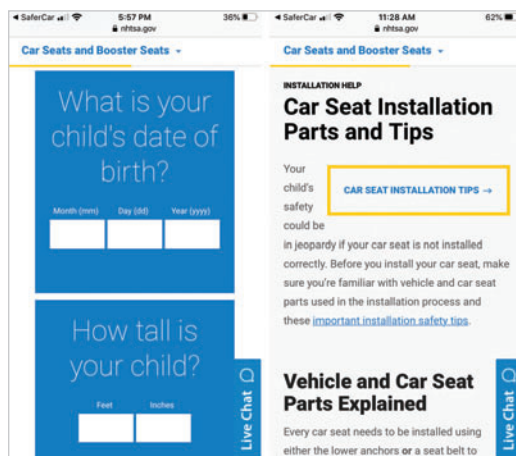 ◄ SaferCar 5:57 PM 36%
nhtsa.gov
Car Seats and Booster Seats
What is your
child's date of
birth?
Month (mm) Day (dd) Year (yyyy)
How tall is
your child?
Feet Inches
Live Chat
◄ SaferCar 11:28 AM 62%
nhtsa.gov
Car Seats and Booster Seats
INSTALLATION HELP
Car Seat Installation
Parts and Tips
Your
child's
safety
could be
CAR SEAT INSTALLATION TIPS →
in jeopardy if your car seat is not installed
correctly. Before you install your car seat, make
sure you're familiar with vehicle and car seat
parts used in the installation process and
these important installation safety tips.
Vehicle and Car Seat
Parts Explained
Every car seat needs to be installed using
either the lower anchors or a seat belt to
Live Chat